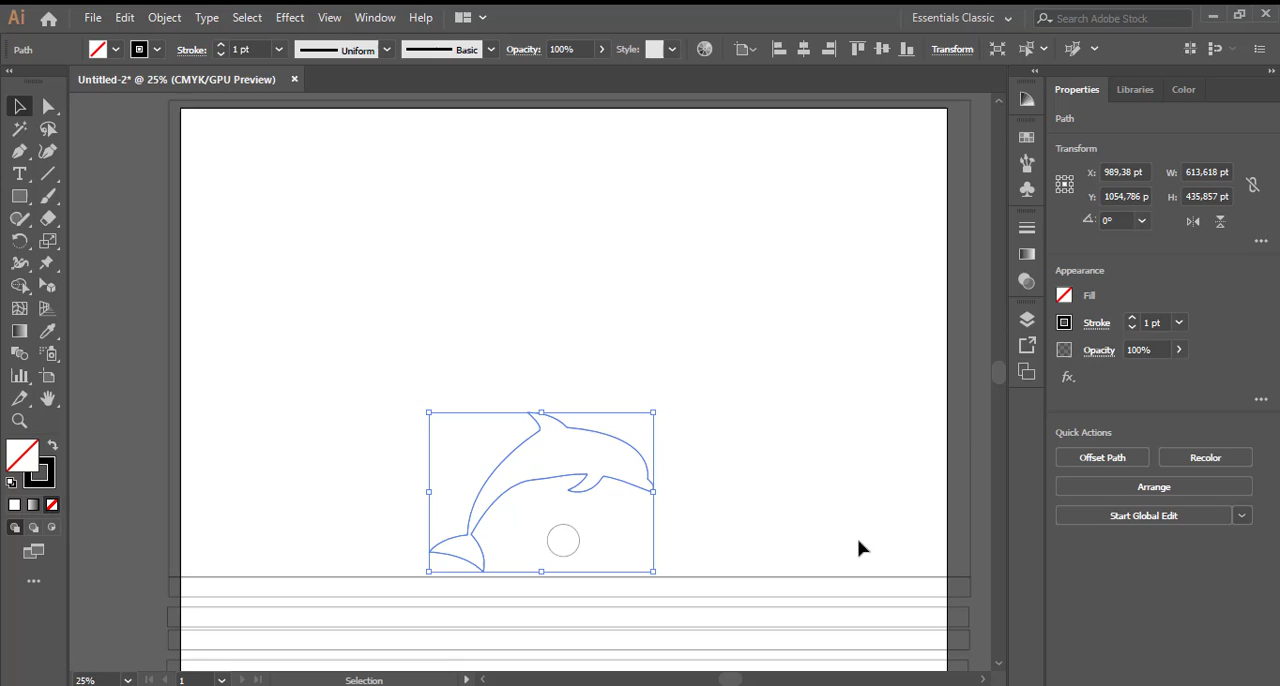 Ai File Edit Object Type Select Effect View Window Help Essentials Classic Search Adobe Stock
Path Stroke: 1 pt Uniform Basic Opacity: 100% Style: Transform
Untitled-2* @ 25% (CMYK/GPU Preview) ×
Properties Libraries Color
Path
Transform
X: 989,38 pt W: 613,618 pt
Y: 1054,786 p H: 435,857 pt
0°
Appearance
Fill
Stroke 1 pt
Opacity 100%
fx.
Quick Actions
Offset Path Recolor
Arrange
Start Global Edit
25% 1 Selection